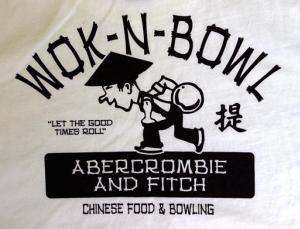 WOK-N-BOWL
"LET THE GOOD
TIMES ROLL"
提
ABERCROMBIE
AND FITCH
CHINESE FOOD & BOWLING